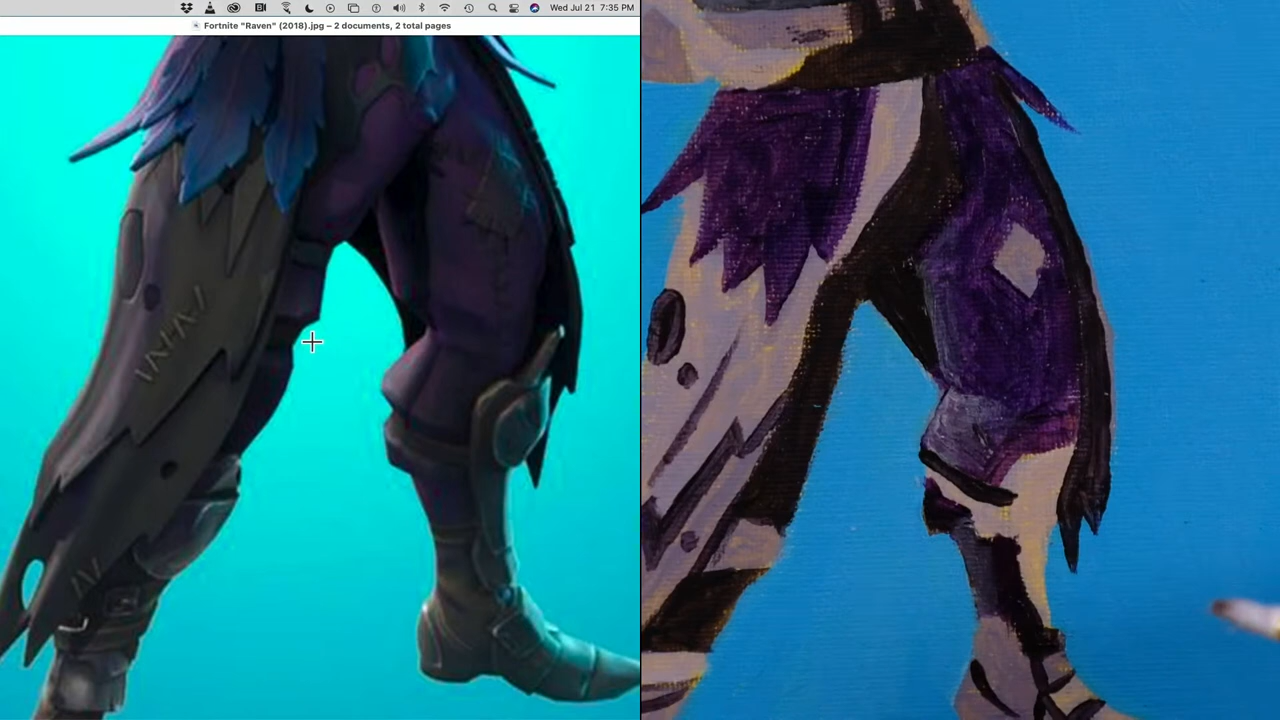 Wed Jul 21 7:35 PM
Fortnite "Raven" (2018).jpg – 2 documents, 2 total pages